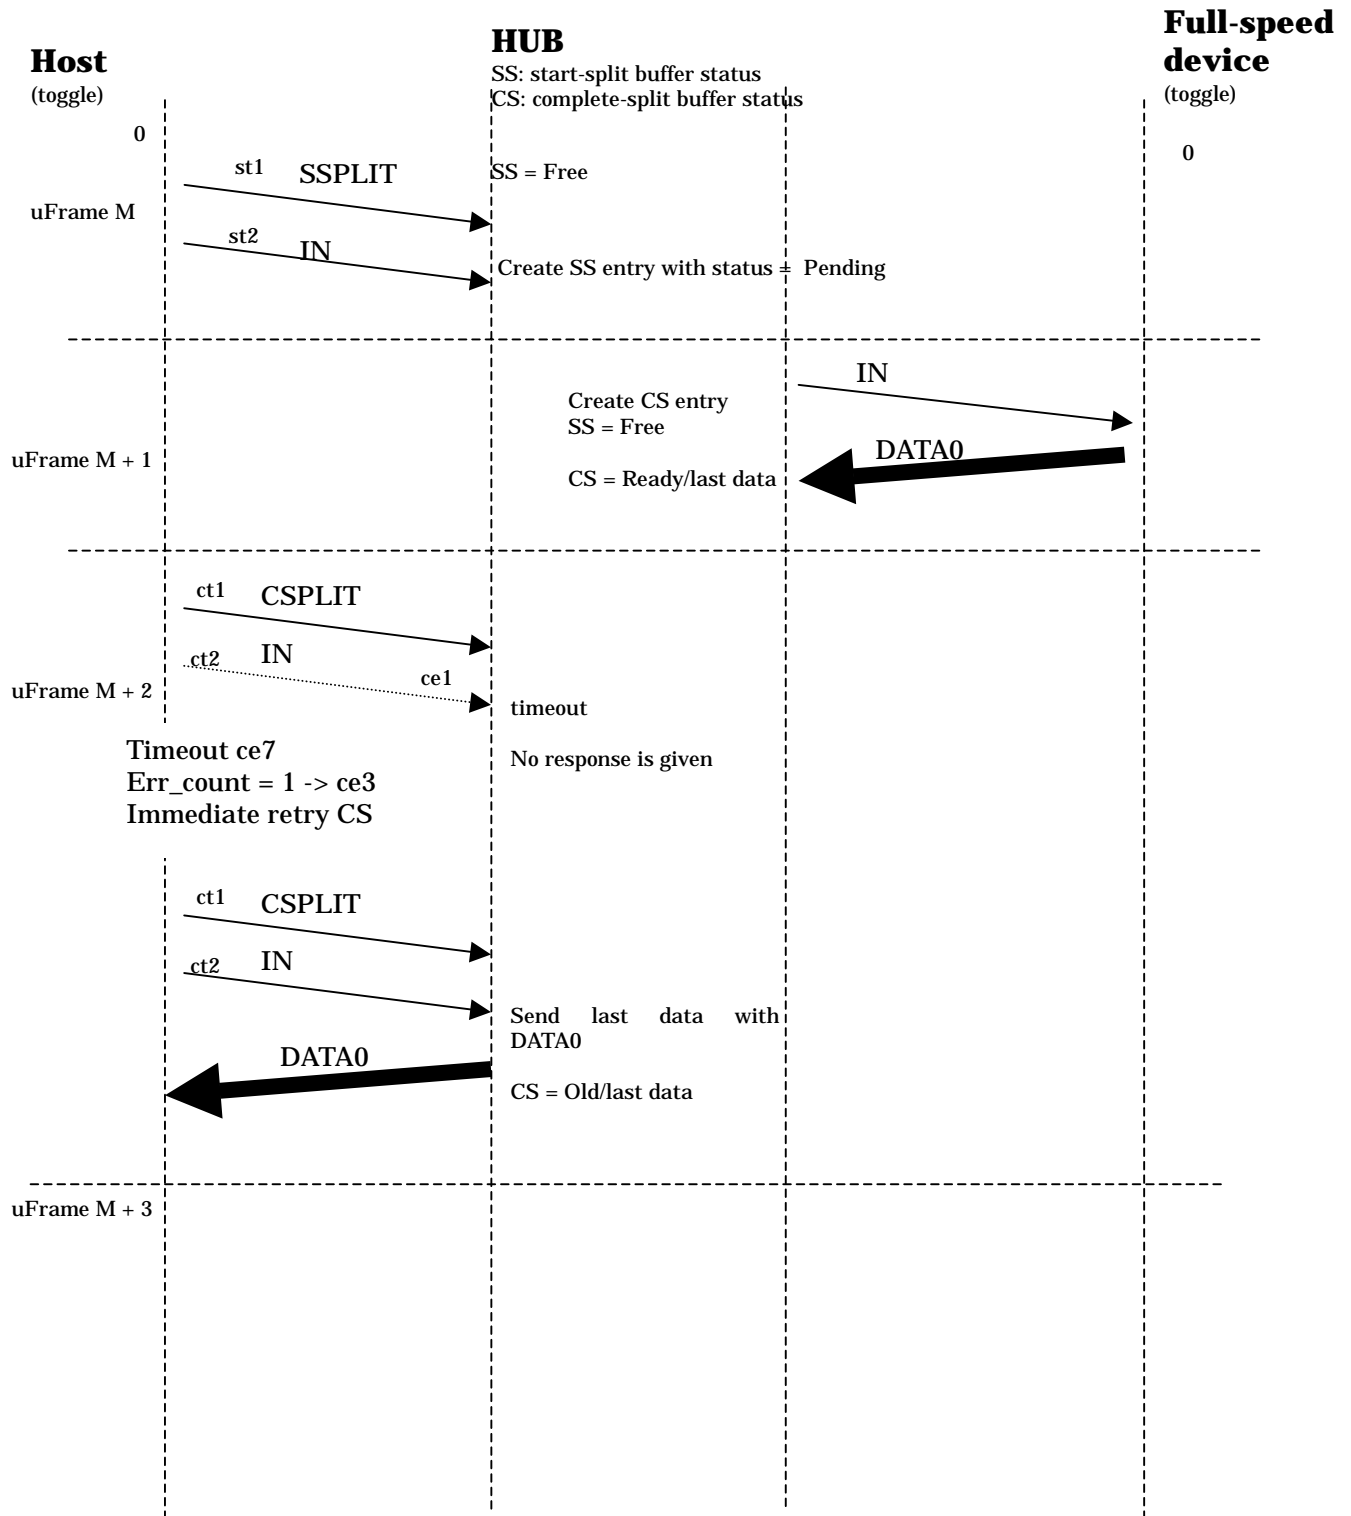 Host
(toggle)
HUB
SS: start-split buffer status
CS: complete-split buffer status
Full-speed
device
(toggle)
0
0
st1 SSPLIT
SS = Free
uFrame M
st2 IN
Create SS entry with status = Pending
IN
Create CS entry
SS = Free
DATA0
uFrame M + 1
CS = Ready/last data
ct1 CSPLIT
ct2 IN
ce1
uFrame M + 2
timeout
No response is given
Timeout ce7
Err_count = 1 -> ce3
Immediate retry CS
ct1 CSPLIT
ct2 IN
Send last data with
DATA0
DATA0
CS = Old/last data
uFrame M + 3